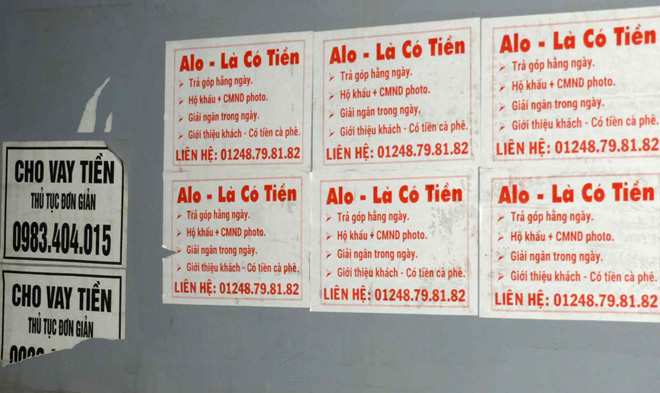 CHO VAY TIỀN
THỦ TỤC ĐƠN GIẢN
0983.404.015
CHO VAY TIỀN
THỦ TỤC ĐƠN GIẢN
Alo - Là Có Tiền
Trả góp hằng ngày.
Hộ khẩu + CMND photo.
Giải ngân trong ngày.
Giới thiệu khách - Có tiền cà phê.
LIÊN HỆ: 01248.79.81.82
Alo - Là Có Tiền
Trả góp hằng ngày.
Hộ khẩu + CMND photo.
Giải ngân trong ngày.
Giới thiệu khách - Có tiền cà phê.
LIÊN HỆ: 01248.79.81.82
Alo - Là Có Tiền
Trả góp hằng ngày.
Hộ khẩu + CMND photo.
Giải ngân trong ngày.
Giới thiệu khách - Có tiền cà phê.
LIÊN HỆ: 01248.79.81.82
Alo - Là Có Tiền
Trả góp hằng ngày.
Hộ khẩu + CMND photo.
Giải ngân trong ngày.
Giới thiệu khách - Có tiền cà phê.
LIÊN HỆ: 01248.79.81.82
Alo - Là Có Tiền
Trả góp hằng ngày.
Hộ khẩu + CMND photo.
Giải ngân trong ngày.
Giới thiệu khách - Có tiền cà phê.
LIÊN HỆ: 01248.79.81.82
Alo - Là Có Tiền
Trả góp hằng ngày.
Hộ khẩu + CMND photo.
Giải ngân trong ngày.
Giới thiệu khách - Có tiền cà phê.
LIÊN HỆ: 01248.79.81.82